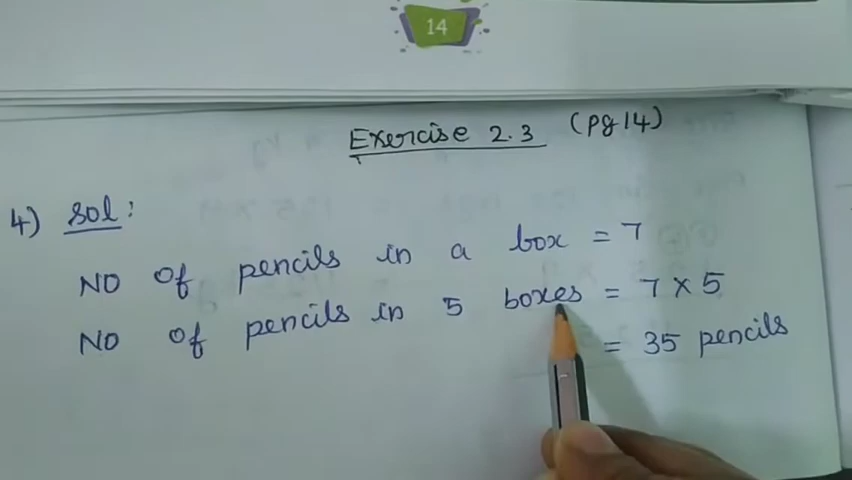 14
Exercise 2.3 (pg 14)
4) Sol:
NO of pencils in a box = 7
NO of pencils in 5 boxes = 7 × 5
= 35 pencils